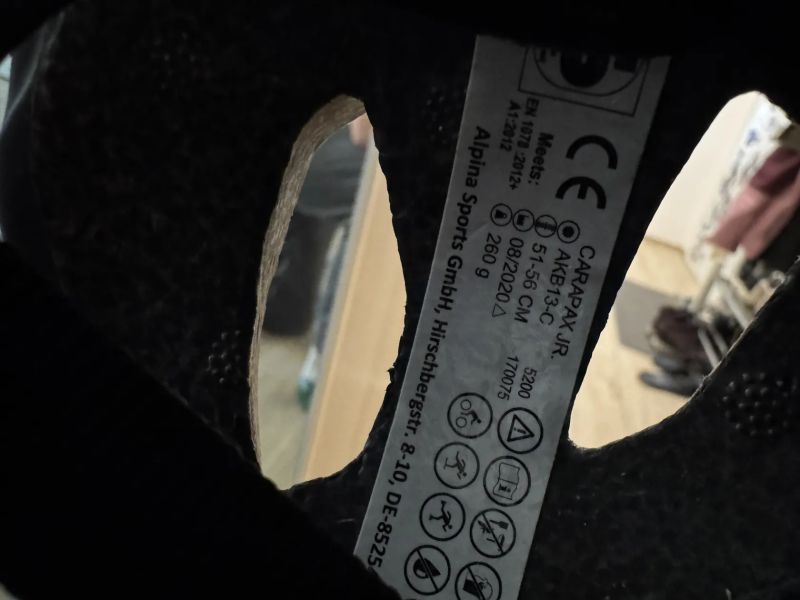 CE
Meets:
EN 1078:2012+
A1:2012
CARAPAX JR.
AKB13-C
51-56 CM
08/2020
260 g
5200
170075
Alpina Sports GmbH, Hirschbergstr. 8-10, DE-8525